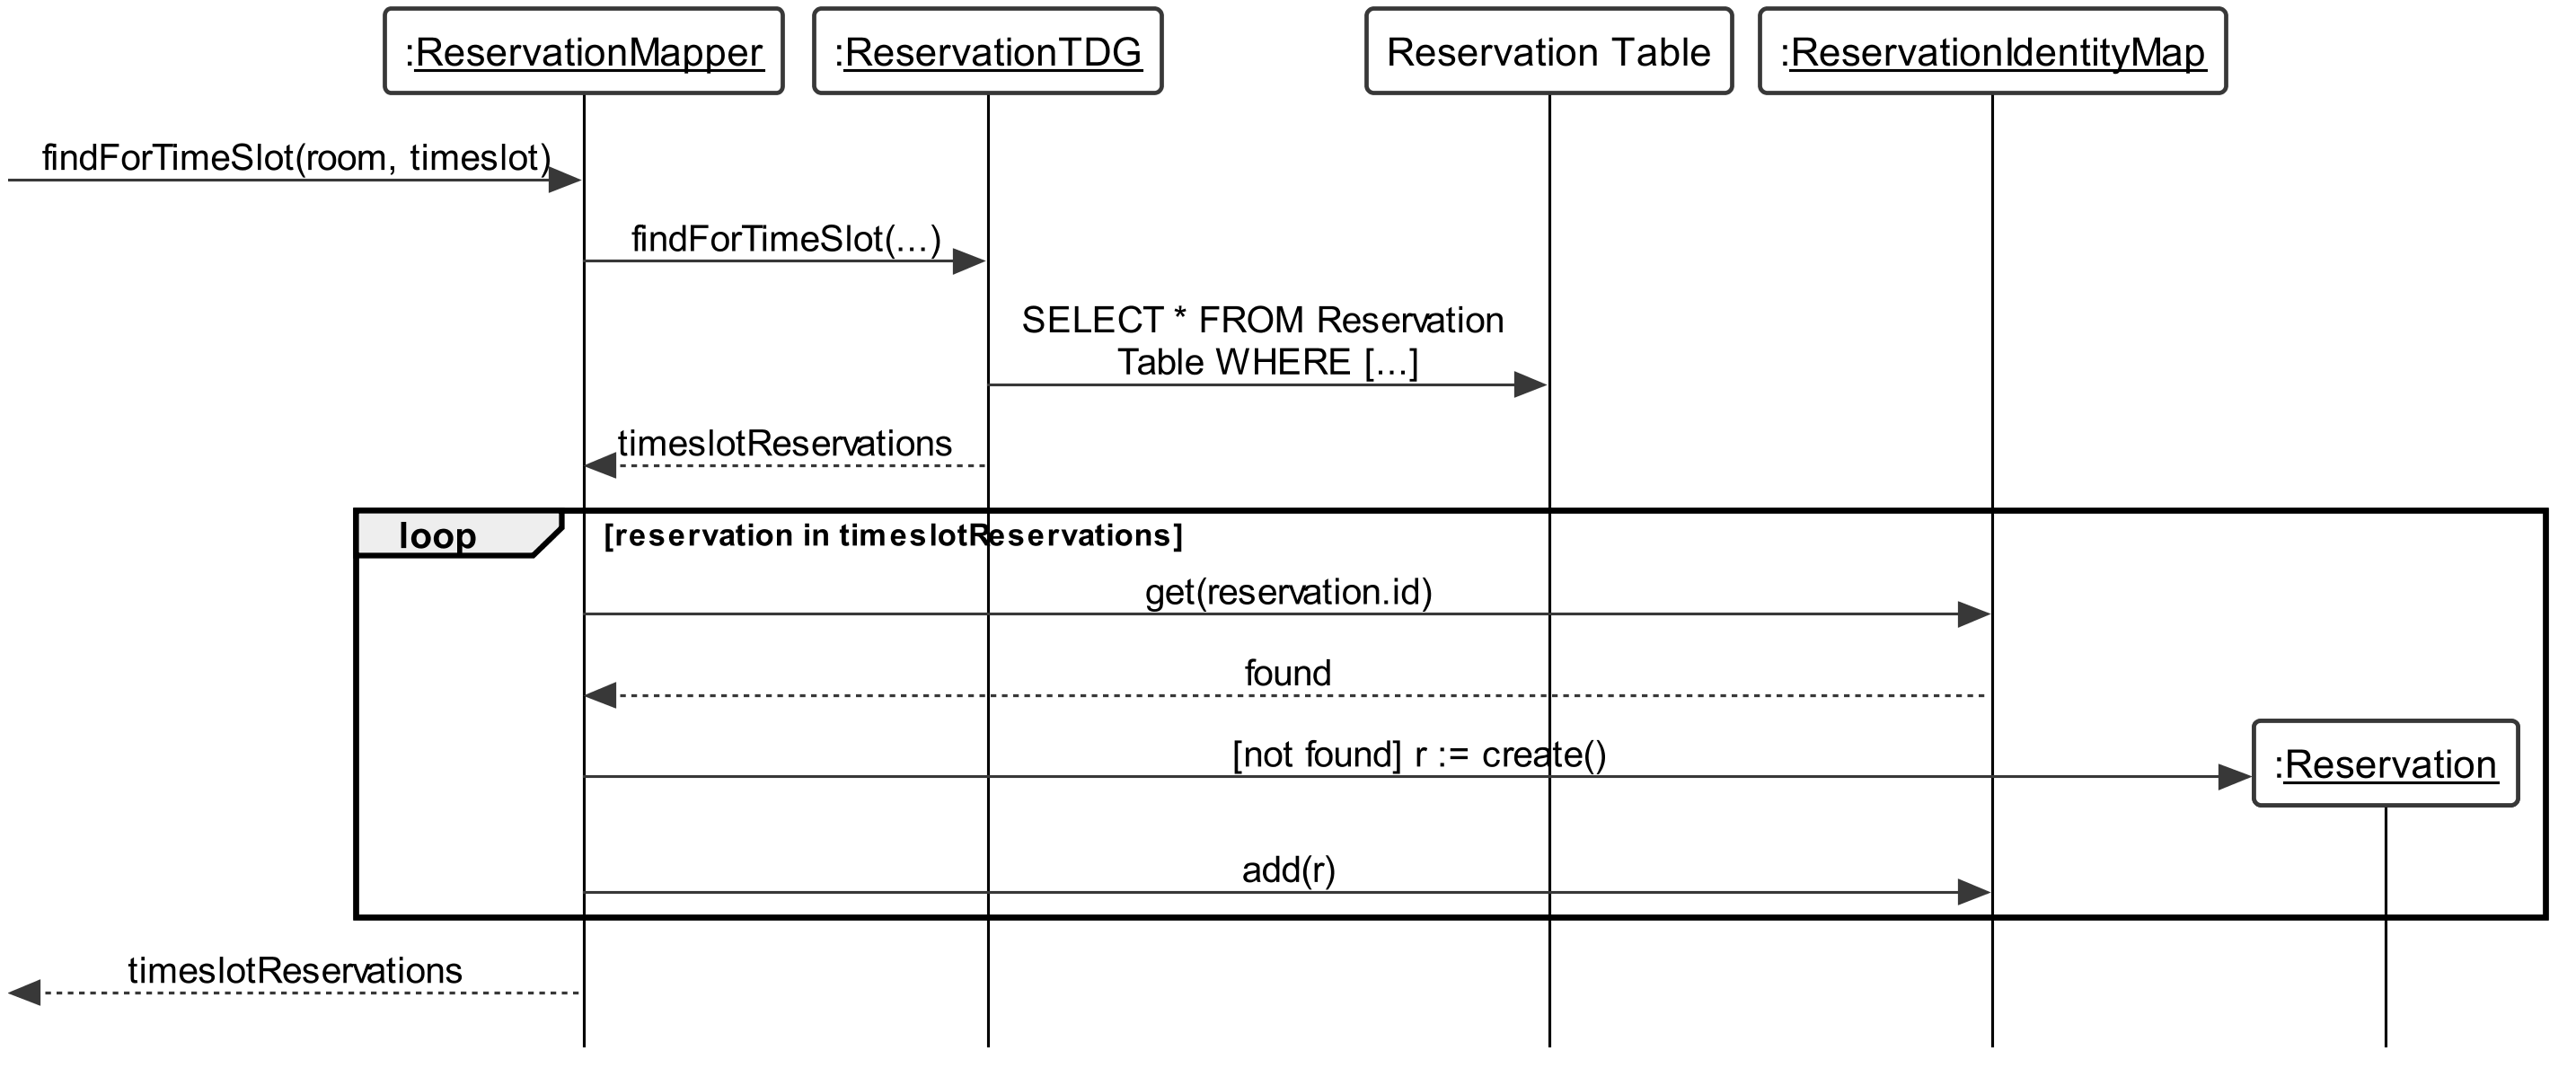 :ReservationMapper
:ReservationTDG
Reservation Table
:ReservationIdentityMap
findForTimeSlot(room, timeslot)
findForTimeSlot(...)
SELECT * FROM Reservation
Table WHERE [...]
timeslotReservations
loop
[reservation in timeslotReservations]
get(reservation.id)
found
[not found] r := create()
:Reservation
add(r)
timeslotReservations